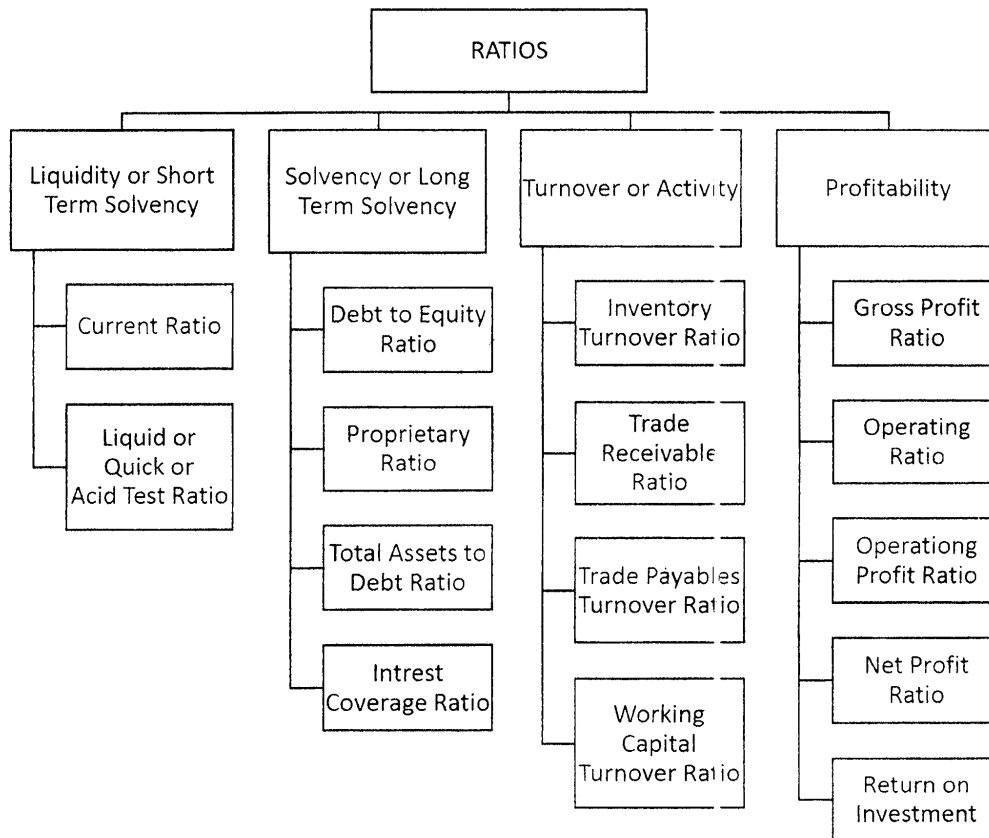 RATIOS
Liquidity or Short
Term Solvency
Current Ratio
Liquid or
Quick or
Acid Test Ratio
Solvency or Long
Term Solvency
Debt to Equity
Ratio
Proprietary
Ratio
Total Assets to
Debt Ratio
Intrest
Coverage Ratio
Turnover or Activity
Inventory
Turnover Ratio
Trade
Receivable
Ratio
Trade Payables
Turnover Ratio
Working
Capital
Turnover Ratio
Profitability
Gross Profit
Ratio
Operating
Ratio
Operationg
Profit Ratio
Net Profit
Ratio
Return on
Investment